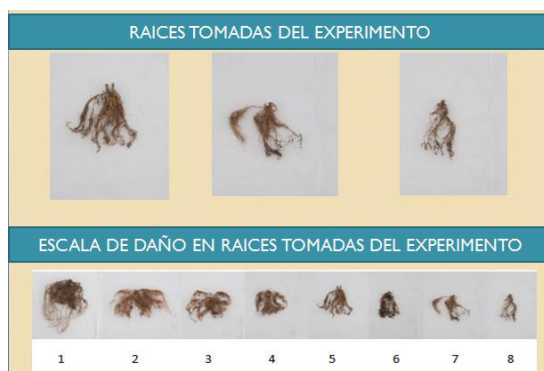 RAICES TOMADAS DEL EXPERIMENTO
ESCALA DE DAÑO EN RAICES TOMADAS DEL EXPERIMENTO
1 2 3 4 5 6 7 8